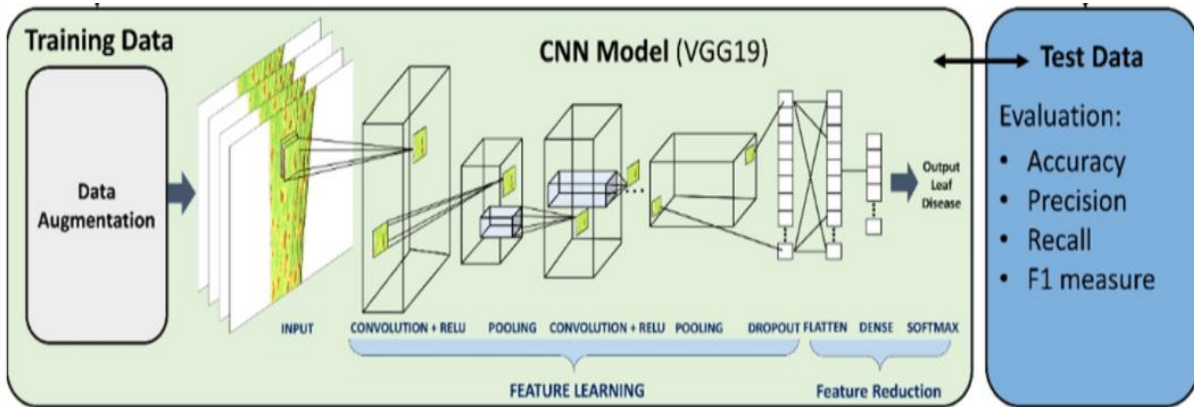 Training Data
Data
Augmentation
CNN Model (VGG19)
Output
Leaf
Disease
INPUT
CONVOLUTION + RELU
POOLING
CONVOLUTION + RELU
POOLING
DROPOUT
FLATTEN
DENSE
SOFTMAX
FEATURE LEARNING
Feature Reduction
Test Data
Evaluation:
• Accuracy
• Precision
• Recall
• F1 measure